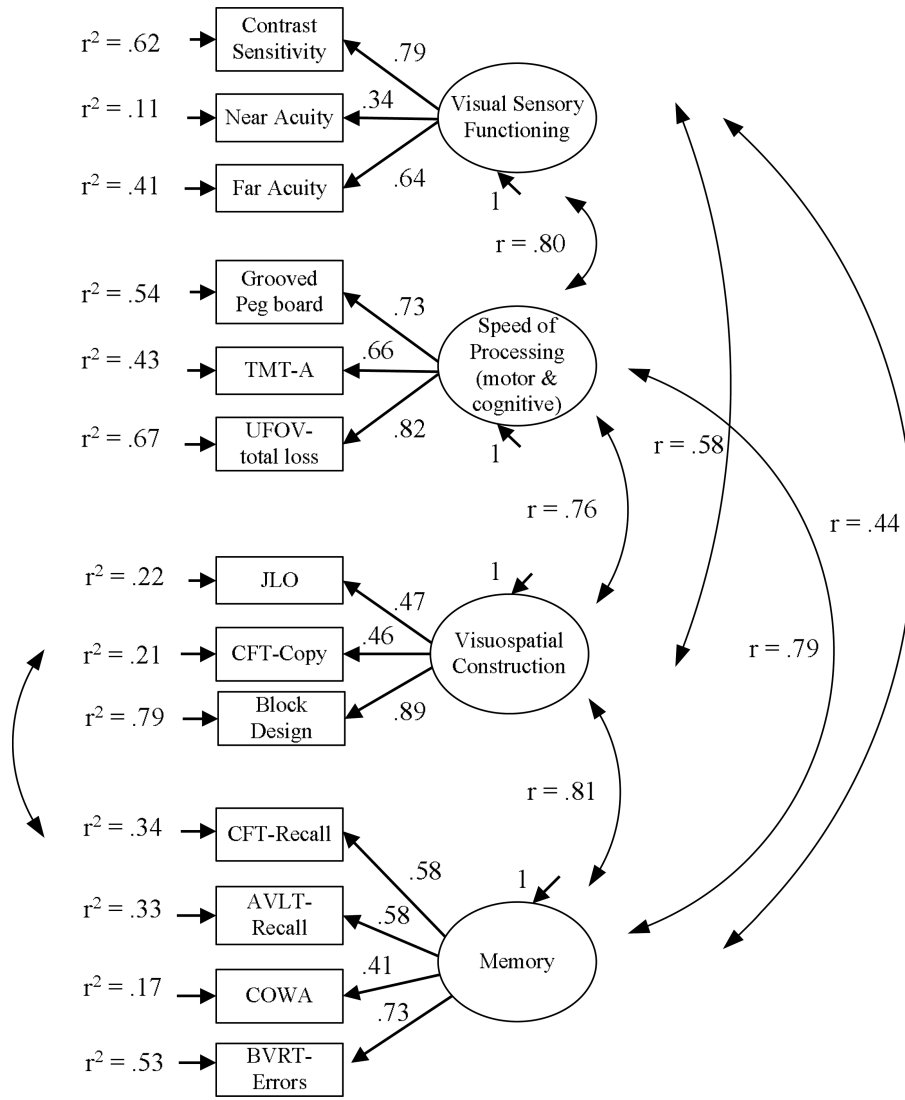 r² = .62
Contrast
Sensitivity
.79
r² = .11
Near Acuity
.34
Visual Sensory
Functioning
r² = .41
Far Acuity
.64
1
r = .80
r² = .54
Grooved
Peg board
.73
r² = .43
TMT-A
.66
Speed of
Processing
(motor &
cognitive)
r² = .67
UFOV-
total loss
.82
1
r = .58
r = .76
r = .44
r² = .22
JLO
.47
1
r² = .21
CFT-Copy
.46
Visuospatial
Construction
r = .79
r² = .79
Block
Design
.89
r = .81
r² = .34
CFT-Recall
.58
1
r² = .33
AVLT-
Recall
.58
Memory
r² = .17
COWA
.41
r² = .53
BVRT-
Errors
.73